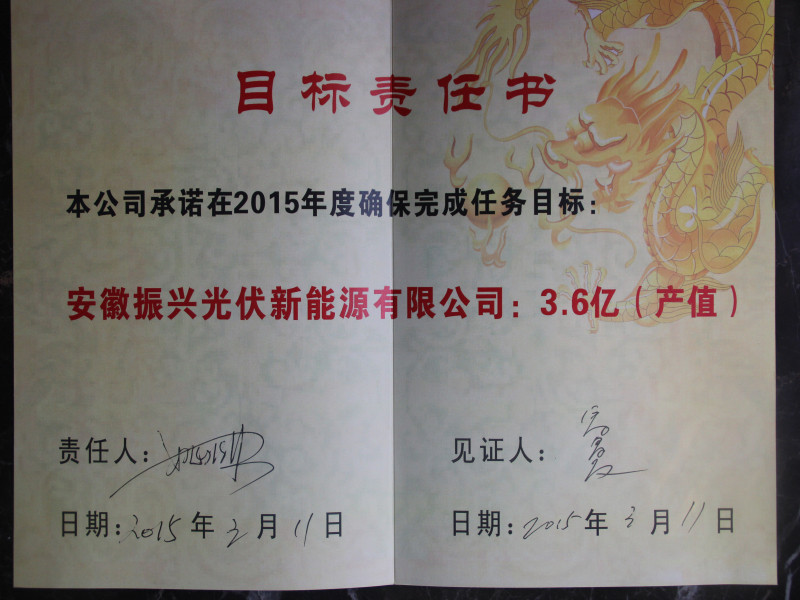 目标责任书
本公司承诺在2015年度确保完成任务目标：
安徽振兴光伏新能源有限公司：3.6亿（产值）
责任人：
见证人：
日期：2015年3月11日
日期：2015年3月11日